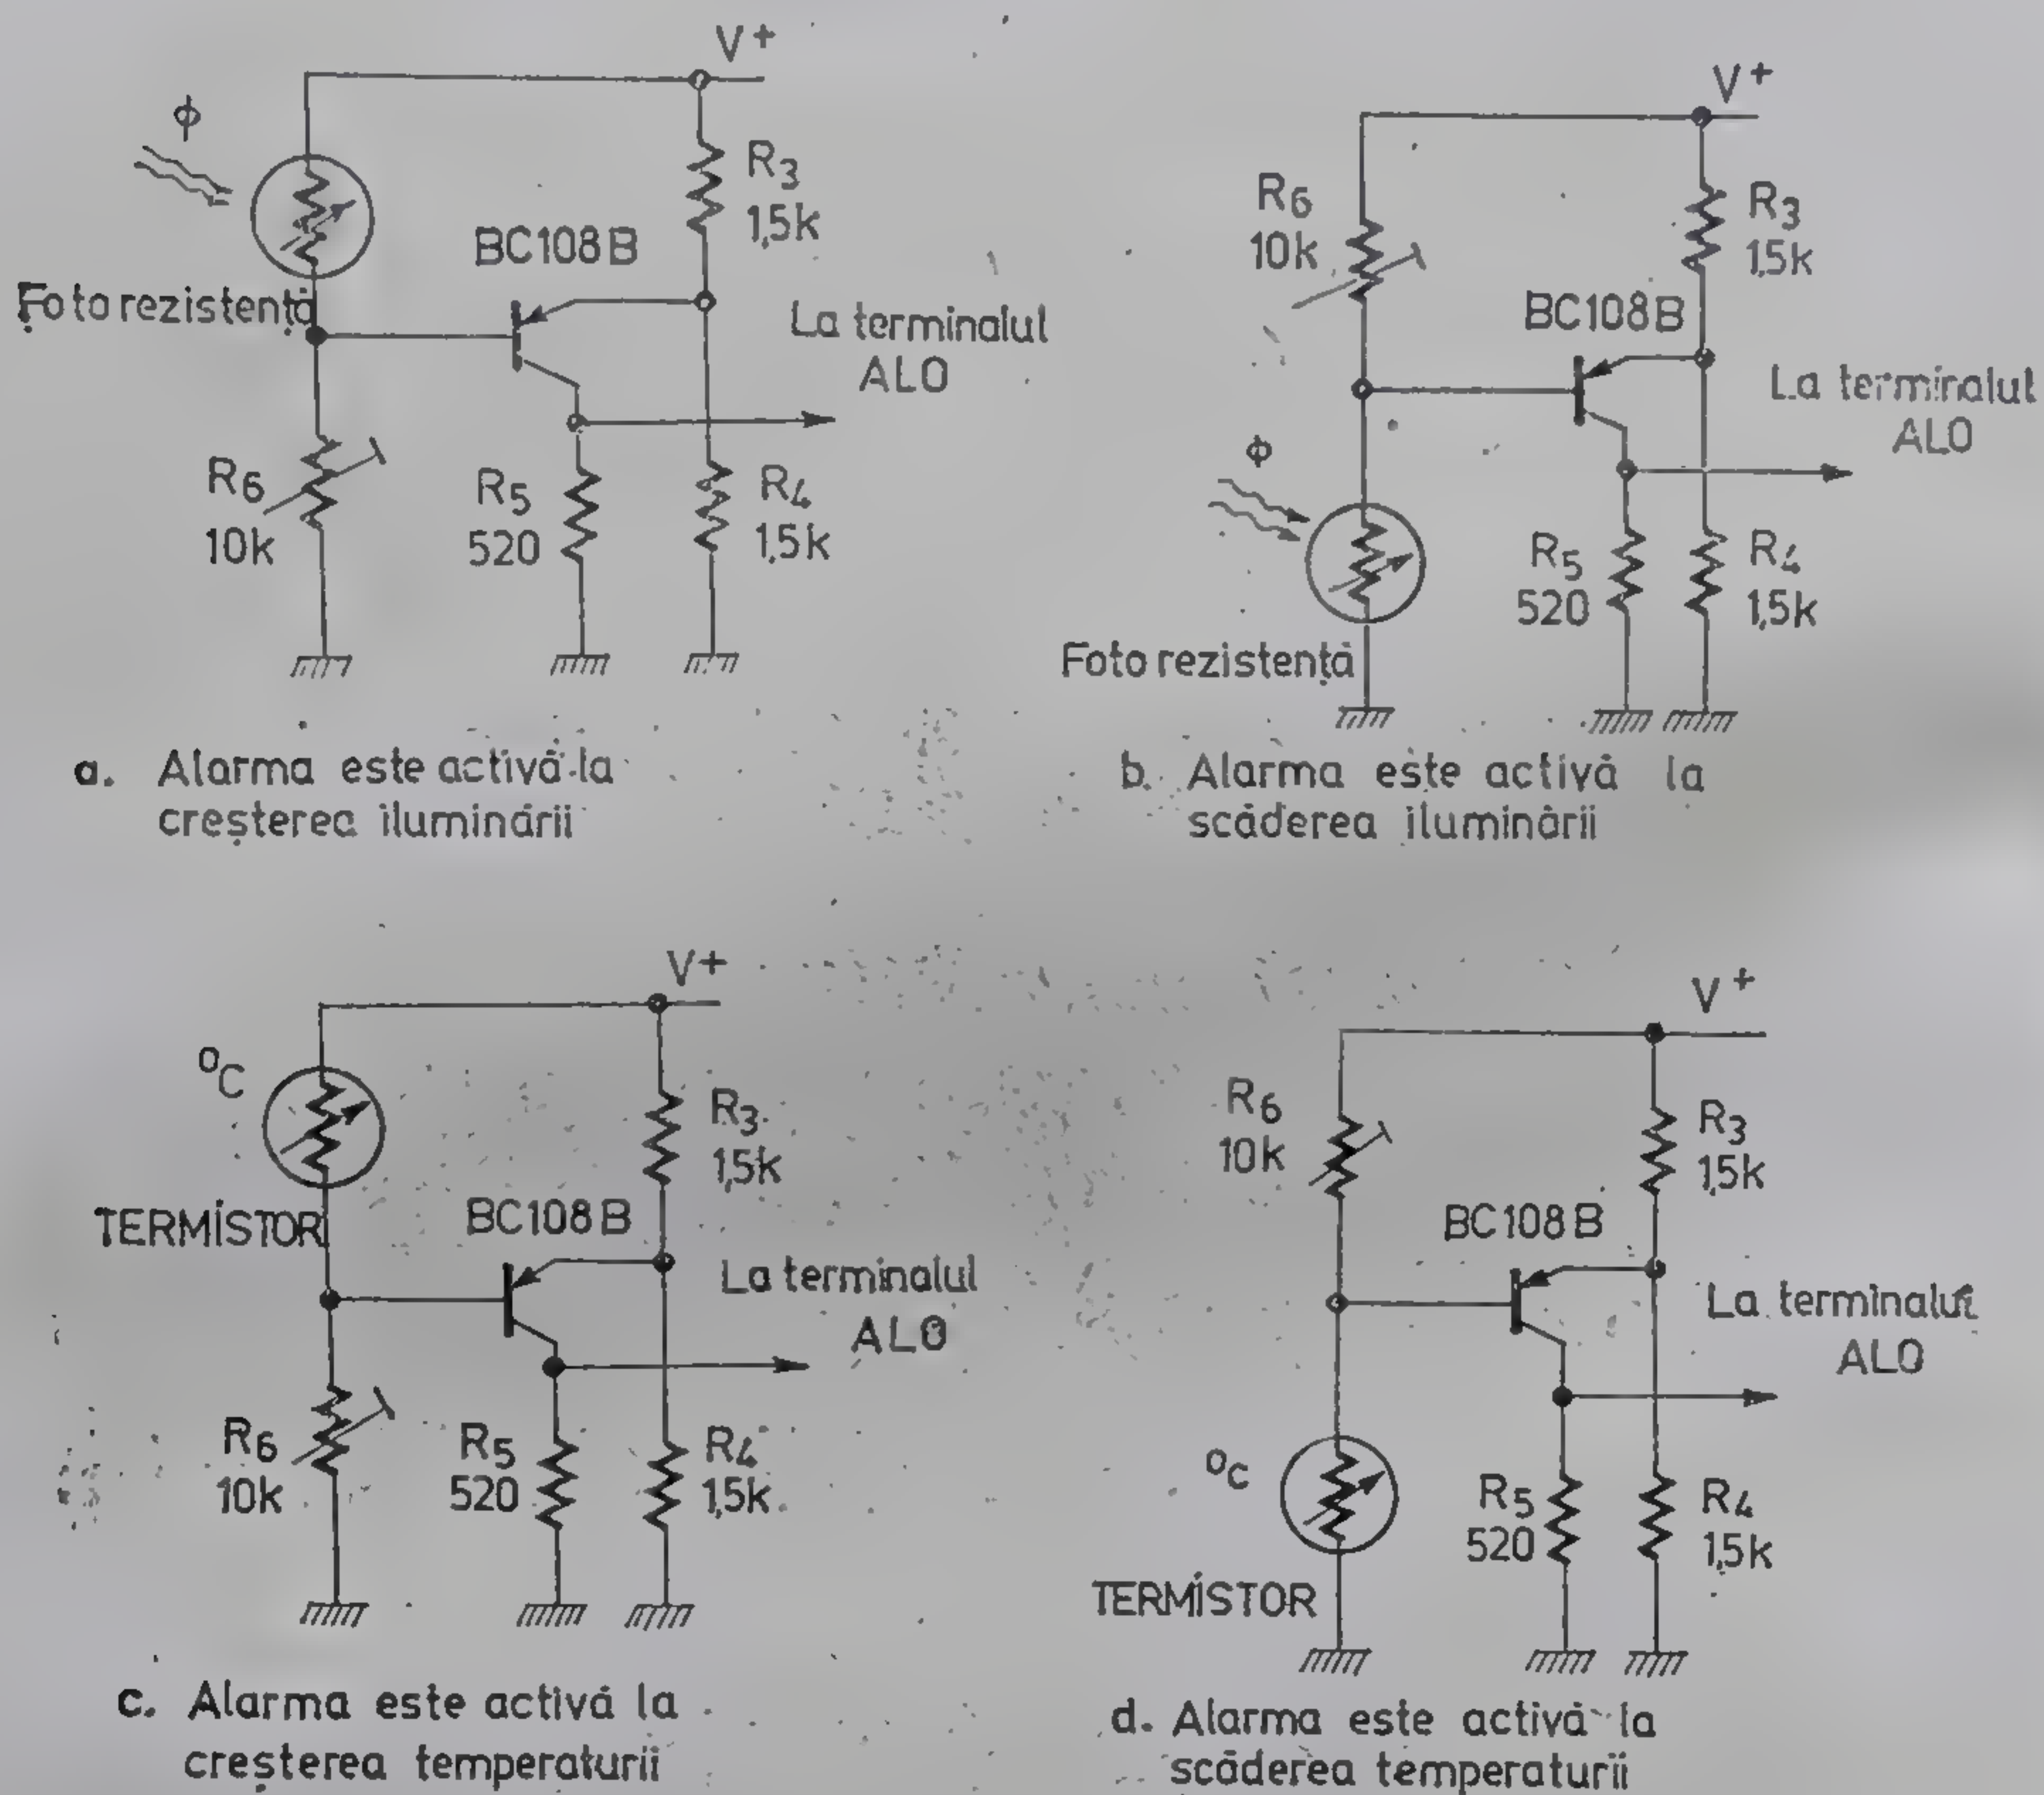 V+
ϕ
R3
1,5k
BC108B
Foto rezistență
La terminalul
ALO
R6
10k
R5
520
R4
1,5k
a. Alarma este activă la
creșterea iluminării
V+
R6
10k
R3
1,5k
BC108B
La terminalul
ALO
ϕ
R5
520
R4
1,5k
Foto rezistență
b. Alarma este activă la
scăderea iluminării
V+
°C
R3
1,5k
TERMİSTOR
BC108B
La terminalul
ALO
R6
10k
R5
520
R4
1,5k
c. Alarma este activă la
creșterea temperaturii
V+
R6
10k
R3
1,5k
BC108B
La terminalul
ALO
°C
R5
520
R4
1,5k
TERMİSTOR
d. Alarma este activă la
scăderea temperaturii